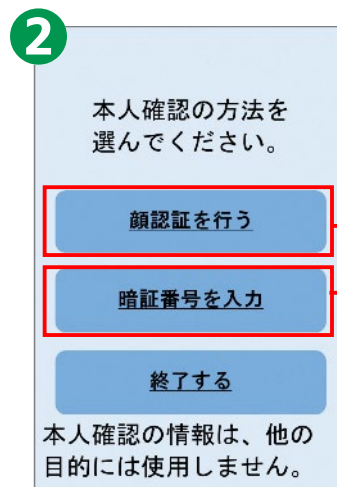 2
本人確認の方法を
選んでください。
顔認証を行う
暗証番号を入力
終了する
本人確認の情報は、他の
目的には使用しません。